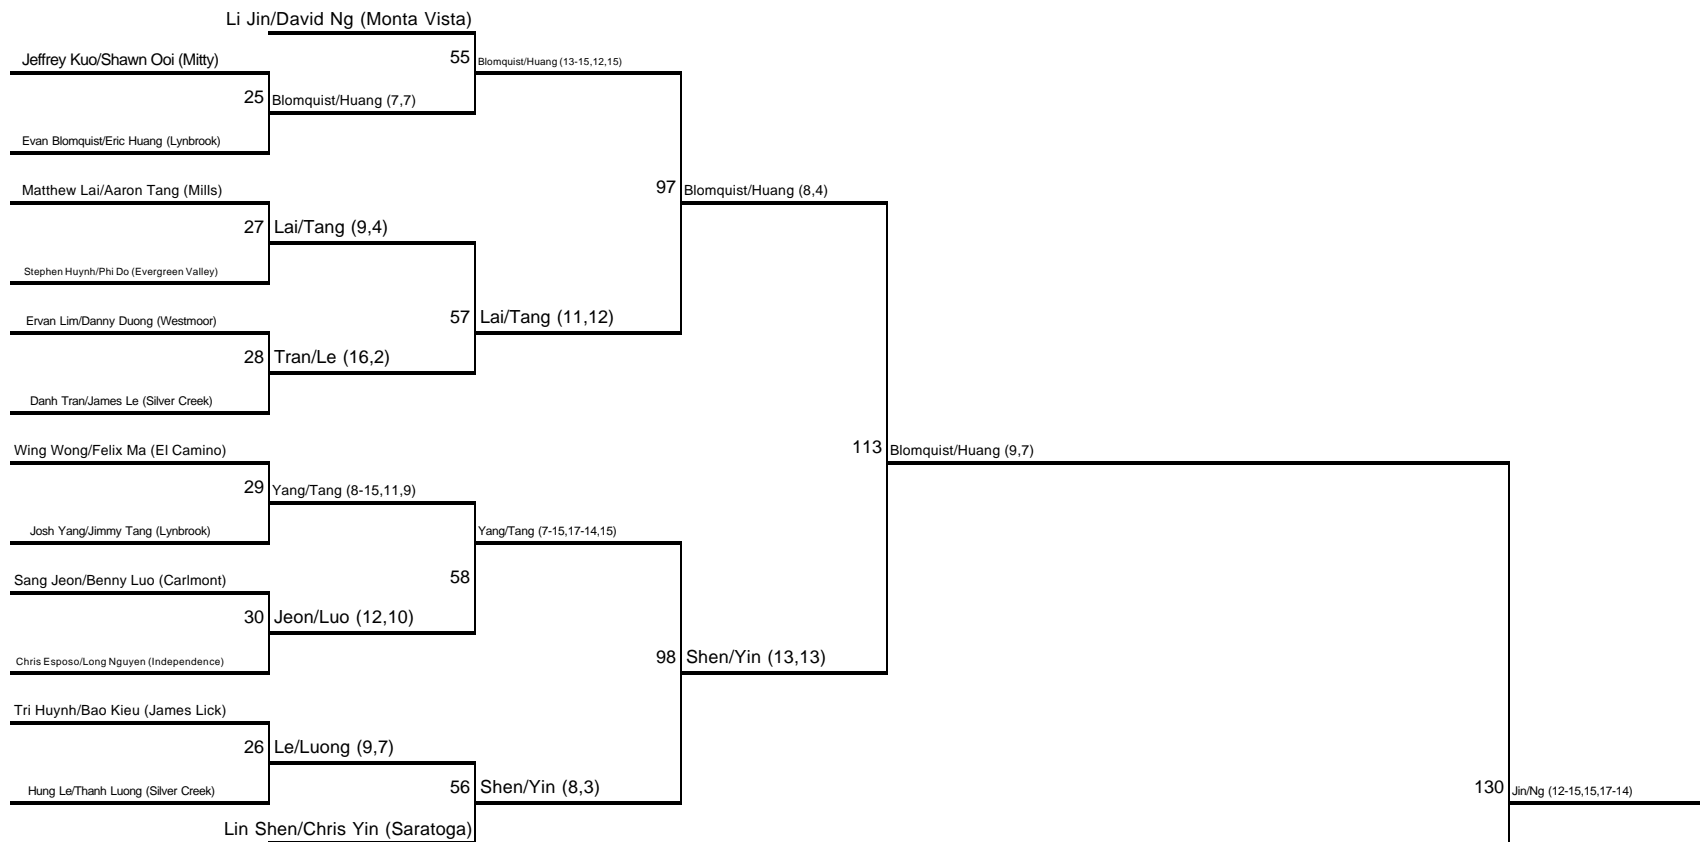 Li Jin/David Ng (Monta Vista)
Jeffrey Kuo/Shawn Ooi (Mitty)
55
Blomquist/Huang (13-15,12,15)
25
Blomquist/Huang (7,7)
Evan Blomquist/Eric Huang (Lynbrook)
Matthew Lai/Aaron Tang (Mills)
97
Blomquist/Huang (8,4)
27
Lai/Tang (9,4)
Stephen Huynh/Phi Do (Evergreen Valley)
Ervan Lim/Danny Duong (Westmoor)
57
Lai/Tang (11,12)
28
Tran/Le (16,2)
Danh Tran/James Le (Silver Creek)
Wing Wong/Felix Ma (El Camino)
113
Blomquist/Huang (9,7)
29
Yang/Tang (8-15,11,9)
Josh Yang/Jimmy Tang (Lynbrook)
Yang/Tang (7-15,17-14,15)
Sang Jeon/Benny Luo (Carlmont)
58
30
Jeon/Luo (12,10)
Chris Esposo/Long Nguyen (Independence)
98
Shen/Yin (13,13)
Tri Huynh/Bao Kieu (James Lick)
26
Le/Luong (9,7)
Hung Le/Thanh Luong (Silver Creek)
56
Shen/Yin (8,3)
130
Jin/Ng (12-15,15,17-14)
Lin Shen/Chris Yin (Saratoga)